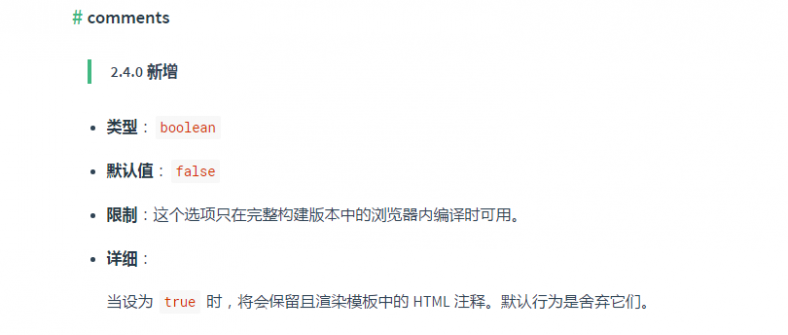 # comments
2.4.0 新增
类型：boolean
默认值：false
限制：这个选项只在完整构建版本中的浏览器内编译时可用。
详细：
当设为 true 时，将会保留且渲染模板中的 HTML 注释。默认行为是舍弃它们。